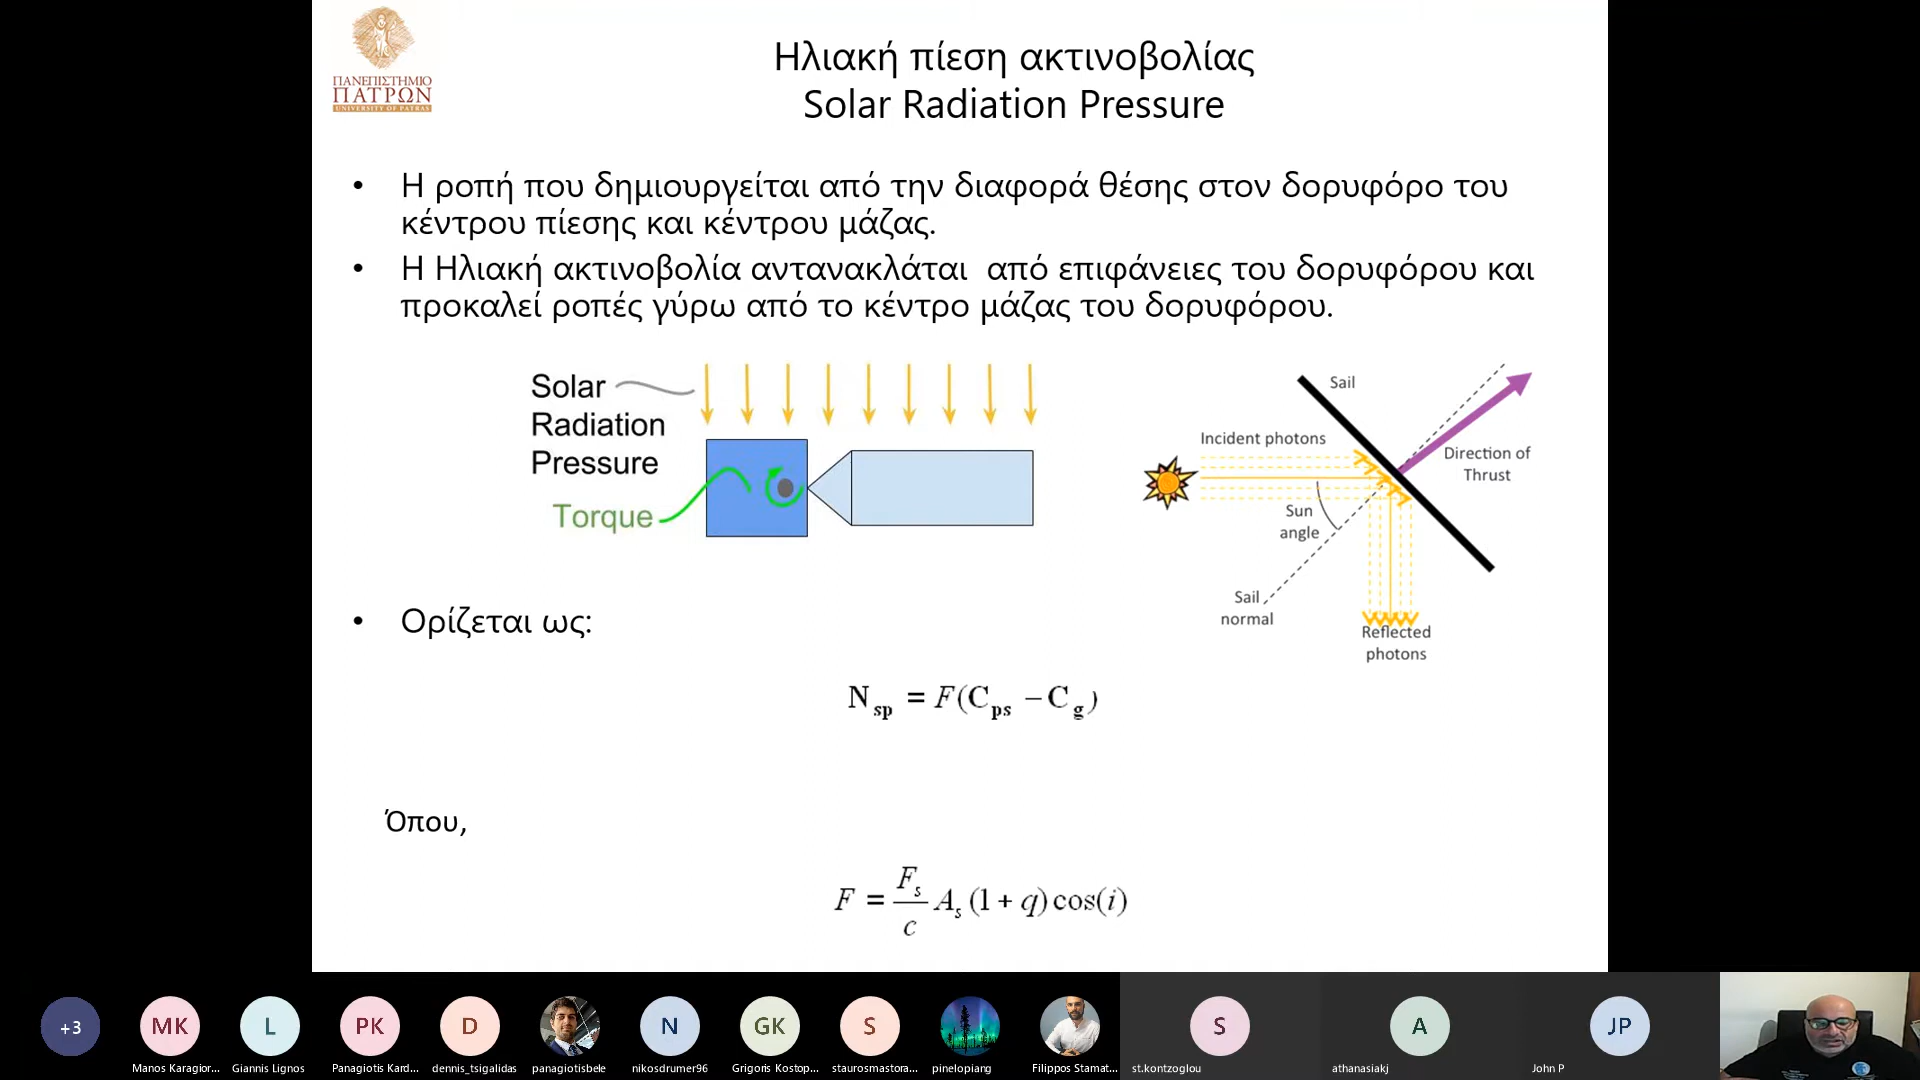 ΠΑΝΕΠΙΣΤΗΜΙΟ
ΠΑΤΡΩΝ
UNIVERSITY OF PATRAS
Ηλιακή πίεση ακτινοβολίας
Solar Radiation Pressure
• Η ροπή που δημιουργείται από την διαφορά θέσης στον δορυφόρο του
κέντρου πίεσης και κέντρου μάζας.
• Η Ηλιακή ακτινοβολία αντανακλάται από επιφάνειες του δορυφόρου και
προκαλεί ροπές γύρω από το κέντρο μάζας του δορυφόρου.
Solar
Radiation
Pressure
Torque
Sail
Incident photons
Direction of
Thrust
Sun
angle
Sail
normal
Reflected
photons
• Ορίζεται ως:
N_sp = F(C_ps − C_g)
Όπου,
F = F_s/c A_s (1 + q) cos(i)
+3
MK
L
PK
D
N
GK
S
S
A
JP
Manos Karagior...
Giannis Lignos
Panagiotis Kard...
dennis_tsigalidas
panagiotisbele
nikosdrumer96
Grigoris Kostop...
staurosmastora...
pinelopiang
Filippos Stamat...
st.kontzoglou
athanasiakj
John P